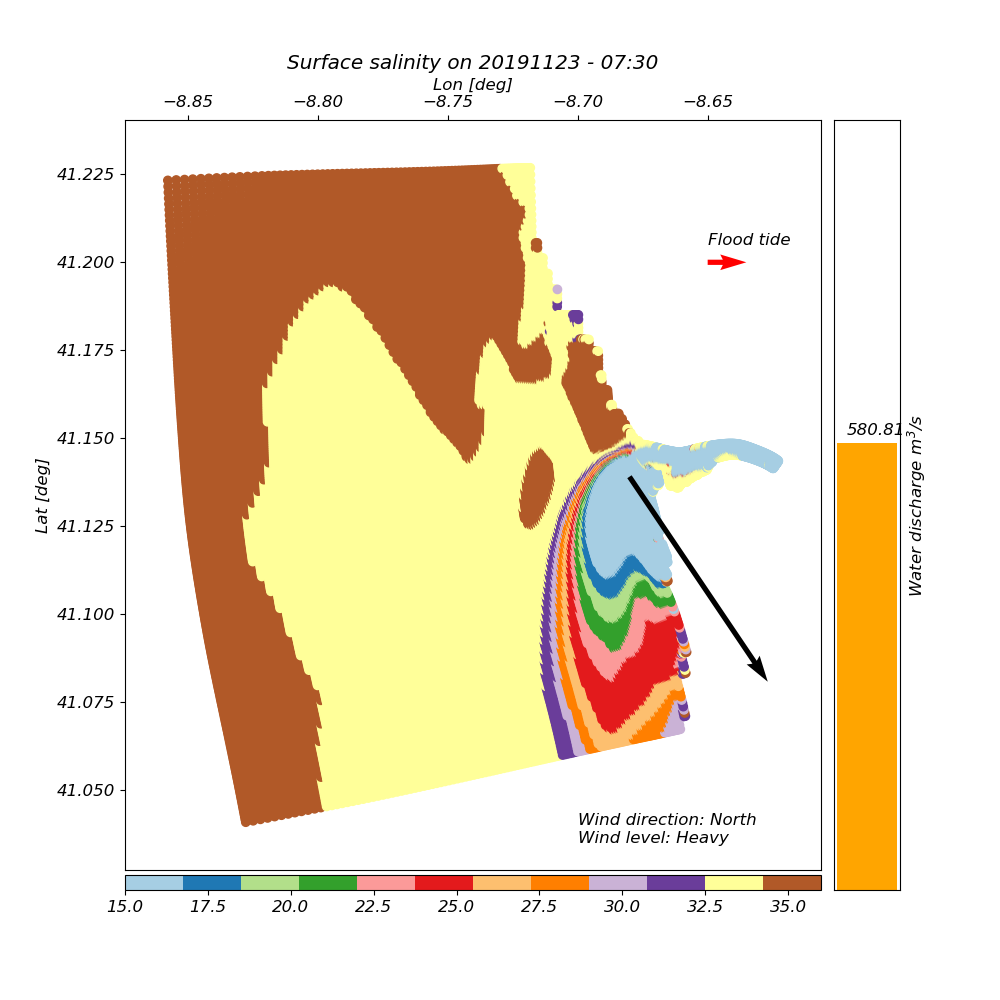 Surface salinity on 20191123 - 07:30
Lon [deg]
−8.85 −8.80 −8.75 −8.70 −8.65
41.225
41.200
41.175
41.150
41.125
41.100
41.075
41.050
Lat [deg]
Flood tide
Wind direction: North
Wind level: Heavy
580.81
Water discharge m³/s
15.0 17.5 20.0 22.5 25.0 27.5 30.0 32.5 35.0